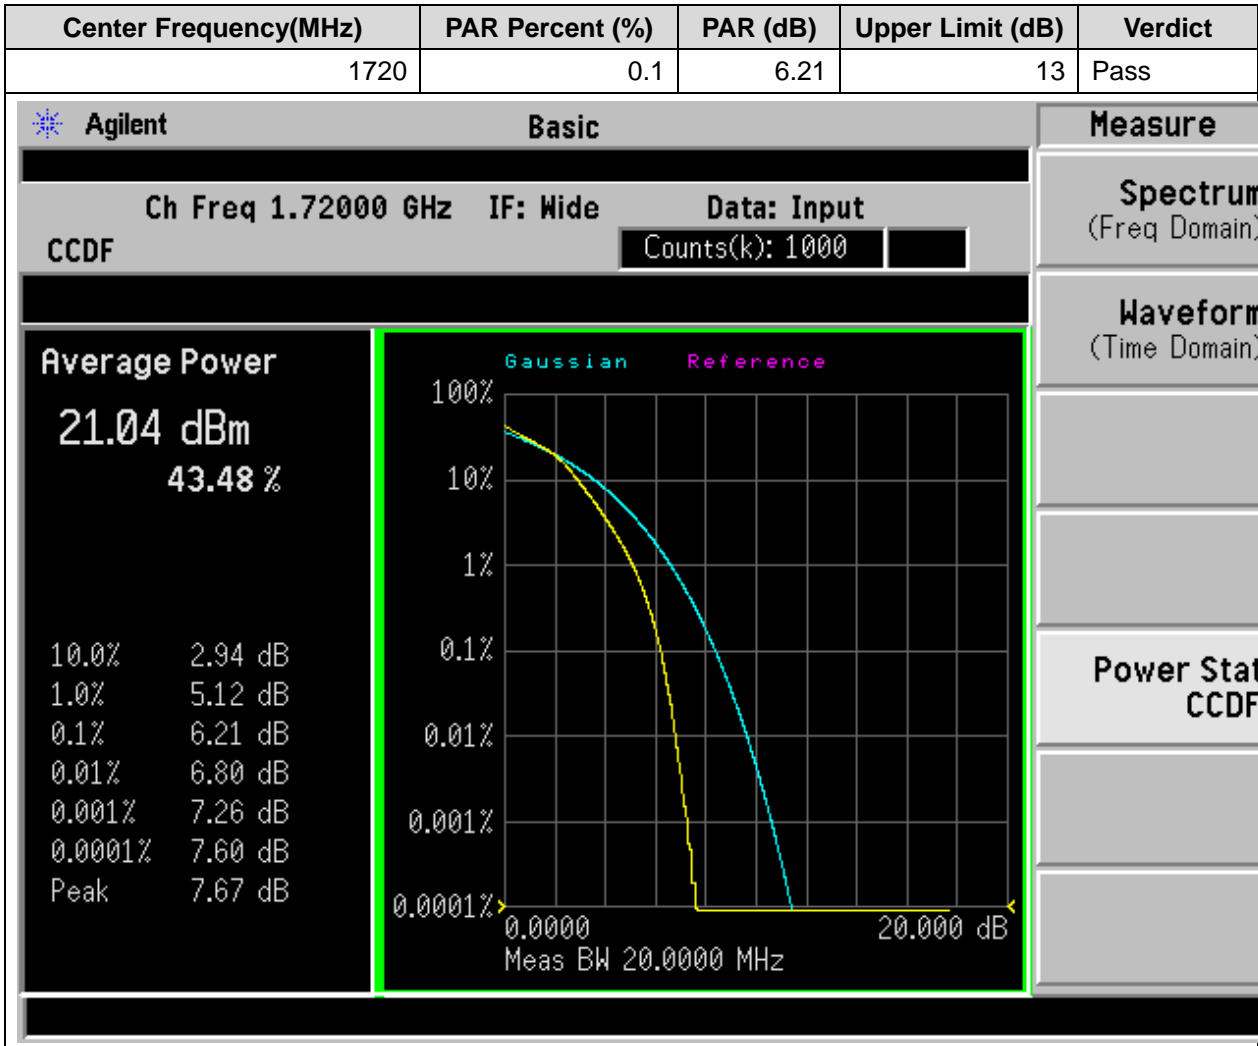 Center Frequency(MHz) PAR Percent (%) PAR (dB) Upper Limit (dB) Verdict
1720 0.1 6.21 13 Pass
Agilent Basic Measure
Ch Freq 1.72000 GHz IF: Wide Data: Input
CCDF Counts(k): 1000
Spectrum
(Freq Domain)
Waveform
(Time Domain)
Power Stat
CCDF
Average Power
21.04 dBm
43.48 %
10.0% 2.94 dB
1.0% 5.12 dB
0.1% 6.21 dB
0.01% 6.80 dB
0.001% 7.26 dB
0.0001% 7.60 dB
Peak 7.67 dB
Gaussian Reference
100%
10%
1%
0.1%
0.01%
0.001%
0.0001%
0.0000 20.000 dB
Meas BW 20.0000 MHz